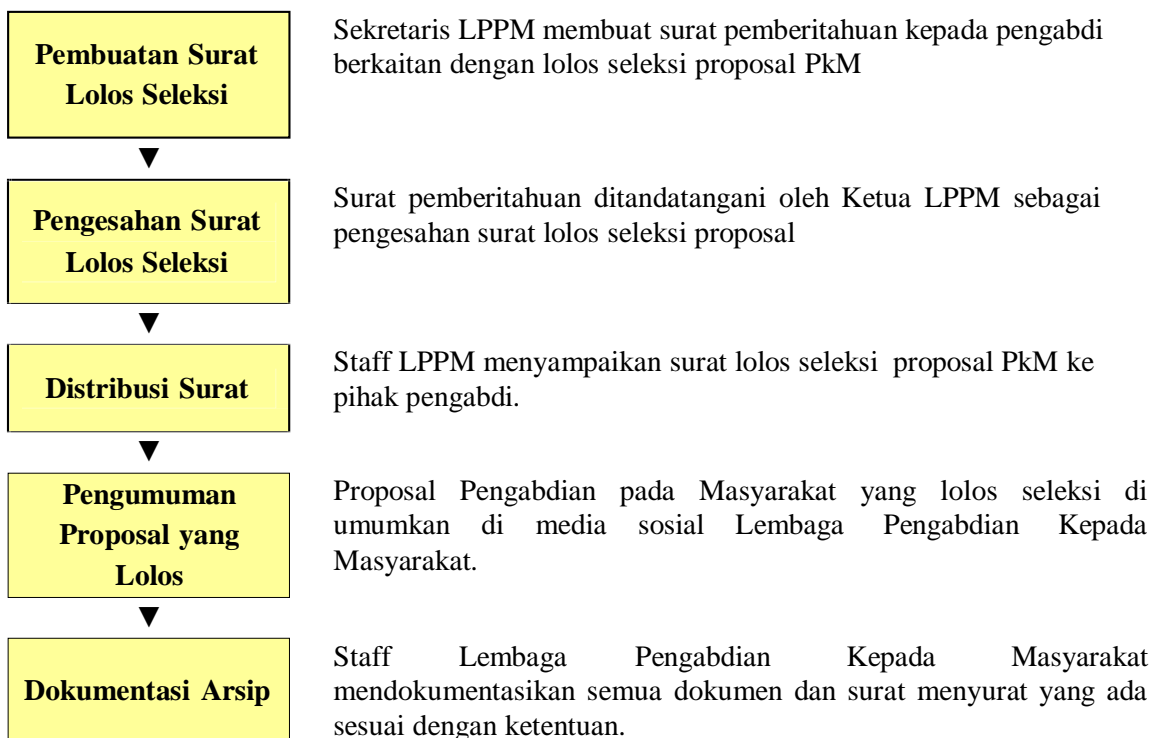 Pembuatan Surat
Lolos Seleksi
Sekretaris LPPM membuat surat pemberitahuan kepada pengabdi
berkaitan dengan lolos seleksi proposal PkM
▼
Pengesahan Surat
Lolos Seleksi
Surat pemberitahuan ditandatangani oleh Ketua LPPM sebagai
pengesahan surat lolos seleksi proposal
▼
Distribusi Surat
Staff LPPM menyampaikan surat lolos seleksi proposal PkM ke
pihak pengabdi.
▼
Pengumuman
Proposal yang
Lolos
Proposal Pengabdian pada Masyarakat yang lolos seleksi di
umumkan di media sosial Lembaga Pengabdian Kepada
Masyarakat.
▼
Dokumentasi Arsip
Staff Lembaga Pengabdian Kepada Masyarakat
mendokumentasikan semua dokumen dan surat menyurat yang ada
sesuai dengan ketentuan.